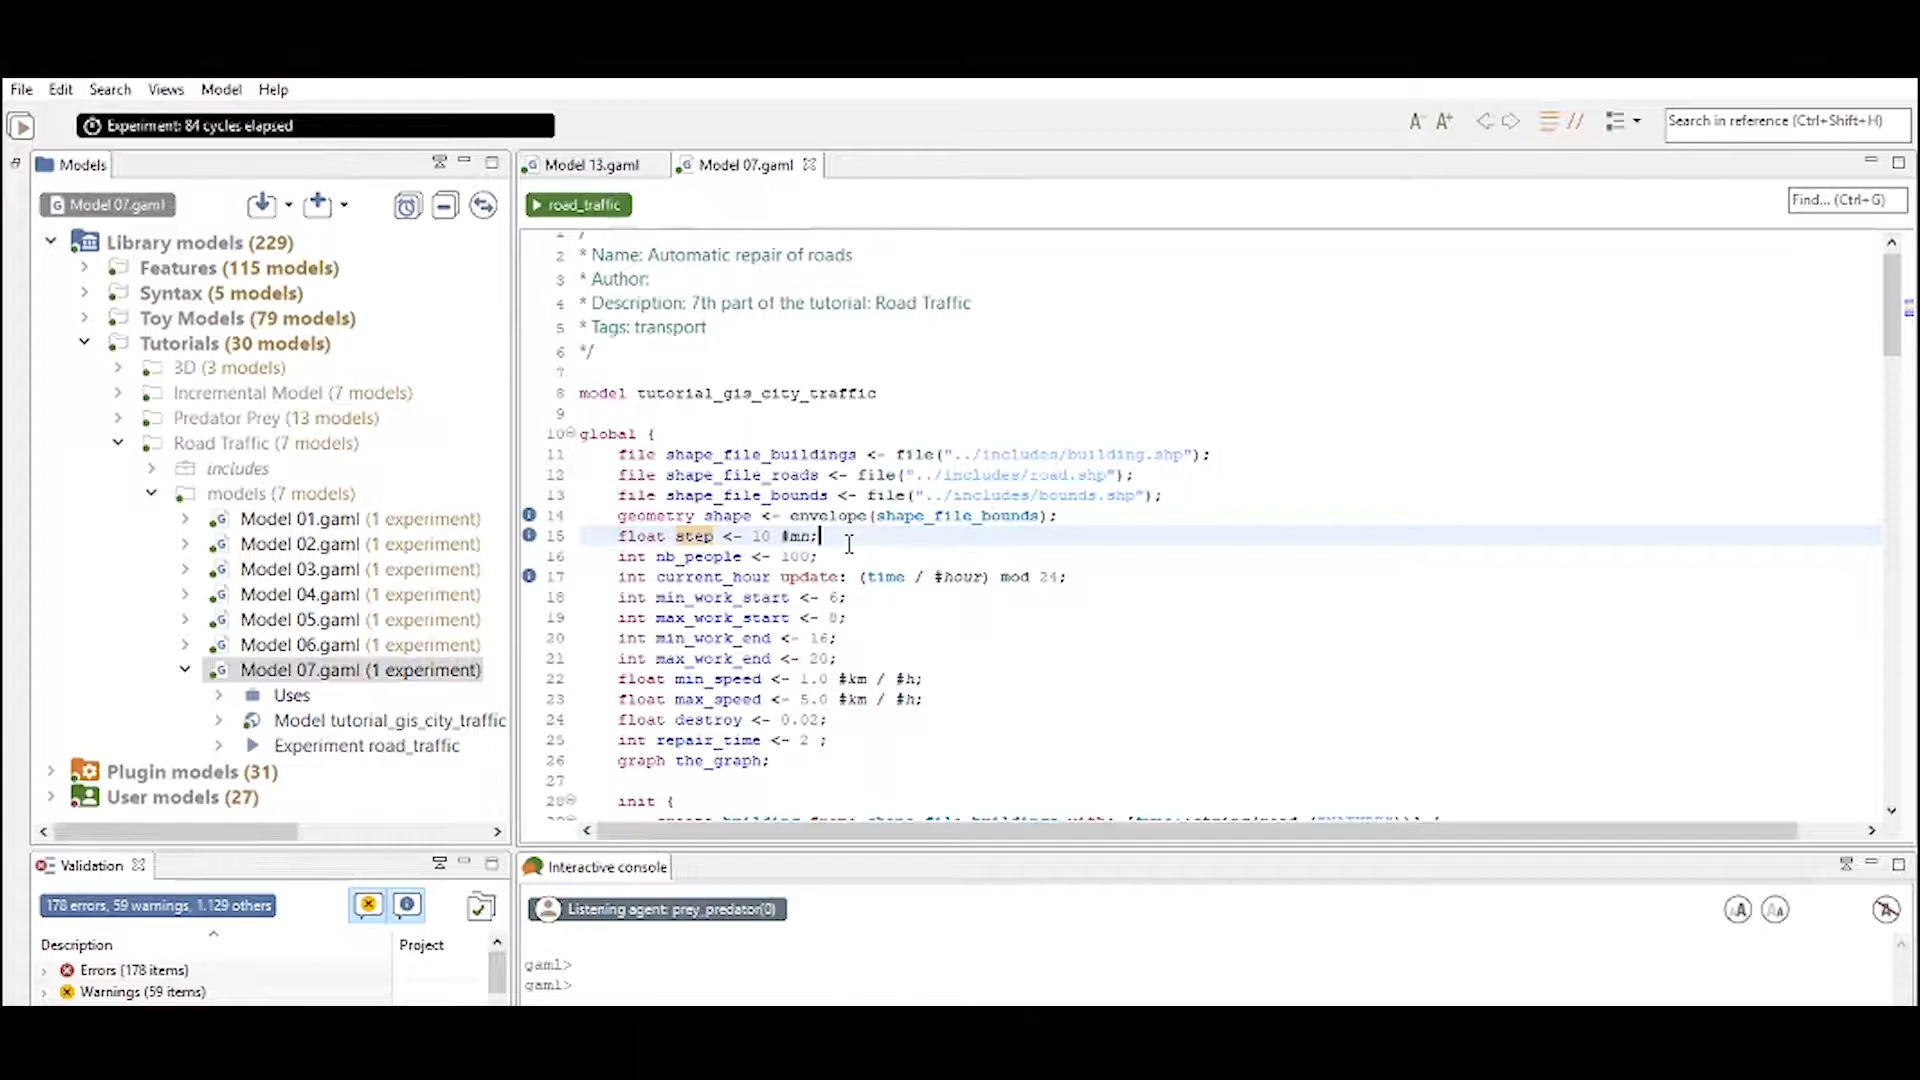 File Edit Search Views Model Help
Experiment: 84 cycles elapsed
A- A+ Search in reference (Ctrl+Shift+H)
Models
Model 07.gaml
Library models (229)
Features (115 models)
Syntax (5 models)
Toy Models (79 models)
Tutorials (30 models)
3D (3 models)
Incremental Model (7 models)
Predator Prey (13 models)
Road Traffic (7 models)
includes
models (7 models)
Model 01.gaml (1 experiment)
Model 02.gaml (1 experiment)
Model 03.gaml (1 experiment)
Model 04.gaml (1 experiment)
Model 05.gaml (1 experiment)
Model 06.gaml (1 experiment)
Model 07.gaml (1 experiment)
Uses
Model tutorial_gis_city_traffic
Experiment road_traffic
Plugin models (31)
User models (27)
Model 13.gaml Model 07.gaml
road_traffic Find... (Ctrl+G)
2 * Name: Automatic repair of roads
3 * Author:
4 * Description: 7th part of the tutorial: Road Traffic
5 * Tags: transport
6 */
7
8 model tutorial_gis_city_traffic
9
10 global {
11 file shape_file_buildings <- file("../includes/building.shp");
12 file shape_file_roads <- file("../includes/road.shp");
13 file shape_file_bounds <- file("../includes/bounds.shp");
14 geometry shape <- envelope(shape_file_bounds);
15 float step <- 10 #mn;
16 int nb_people <- 100;
17 int current_hour update: (time / #hour) mod 24;
18 int min_work_start <- 6;
19 int max_work_start <- 8;
20 int min_work_end <- 16;
21 int max_work_end <- 20;
22 float min_speed <- 1.0 #km / #h;
23 float max_speed <- 5.0 #km / #h;
24 float destroy <- 0.02;
25 int repair_time <- 2 ;
26 graph the_graph;
27
28 init {
Validation
178 errors, 59 warnings, 1.129 others
Description Project
Errors (178 items)
Warnings (59 items)
Interactive console
Listening agent: prey_predator(0)
gaml>
gaml>